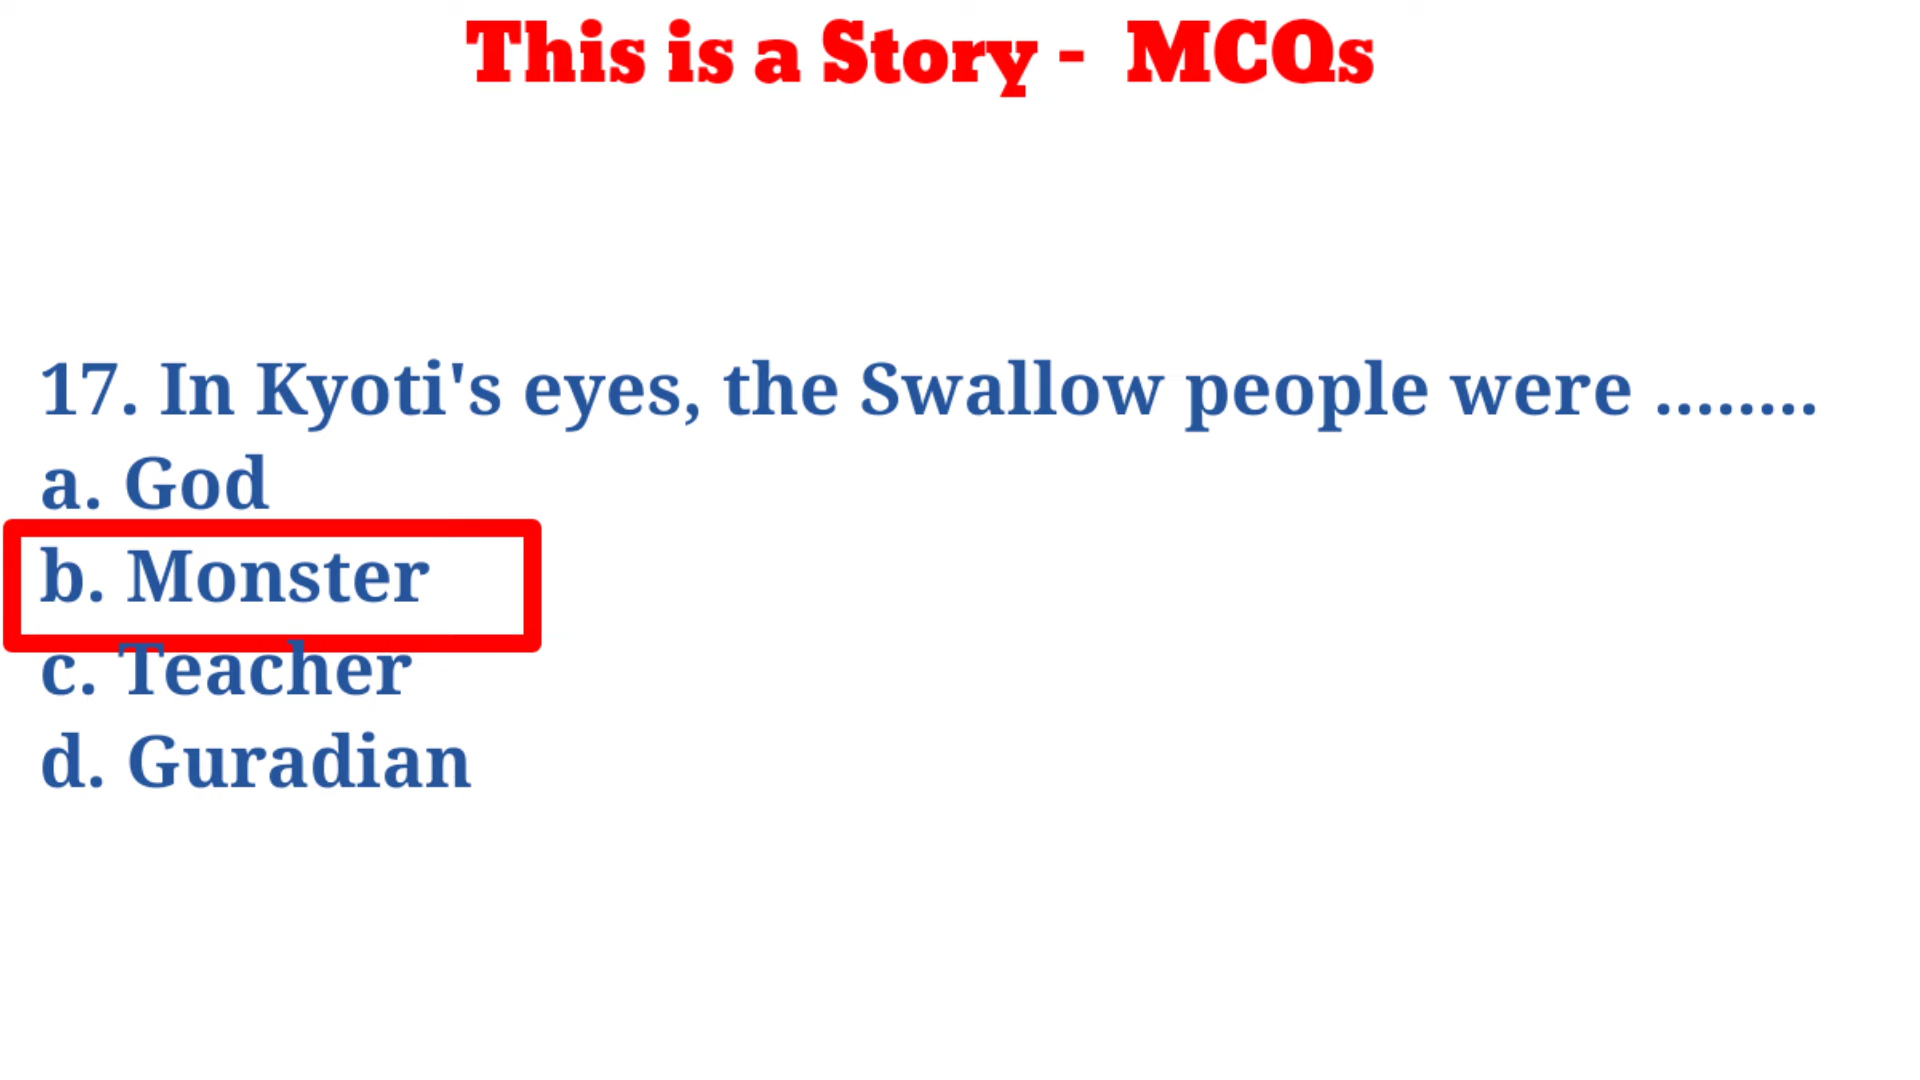 This is a Story - MCQs
17. In Kyoti's eyes, the Swallow people were ........
a. God
b. Monster
c. Teacher
d. Guradian